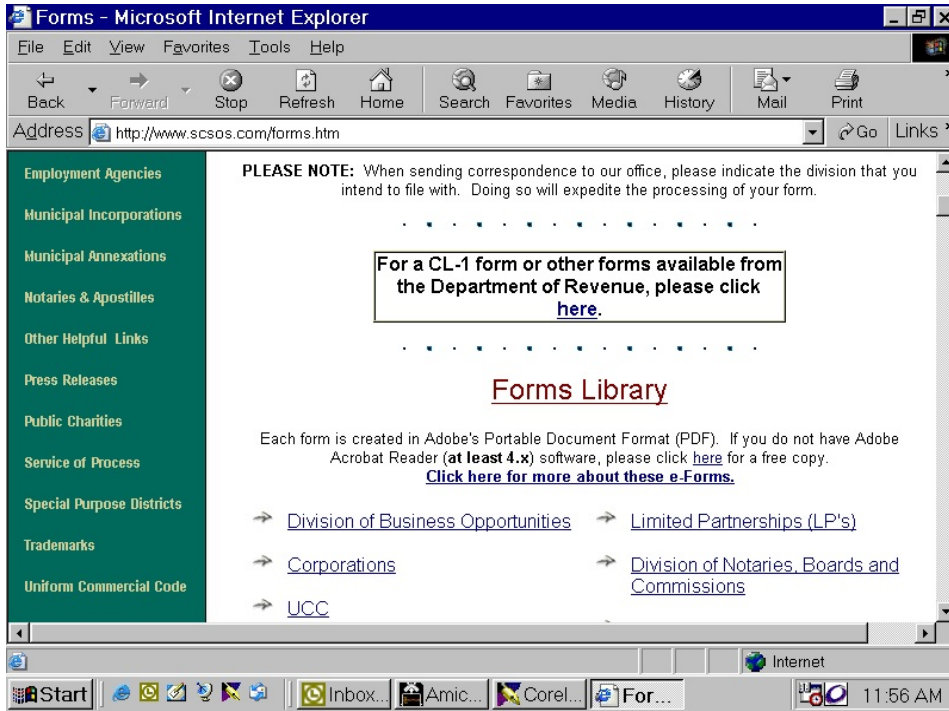 Forms - Microsoft Internet Explorer
File Edit View Favorites Tools Help
Back Forward Stop Refresh Home Search Favorites Media History Mail Print
Address http://www.scsos.com/forms.htm Go Links
Employment Agencies
Municipal Incorporations
Municipal Annexations
Notaries & Apostilles
Other Helpful Links
Press Releases
Public Charities
Service of Process
Special Purpose Districts
Trademarks
Uniform Commercial Code
PLEASE NOTE: When sending correspondence to our office, please indicate the division that you
intend to file with. Doing so will expedite the processing of your form.
For a CL-1 form or other forms available from
the Department of Revenue, please click
here.
Forms Library
Each form is created in Adobe's Portable Document Format (PDF). If you do not have Adobe
Acrobat Reader (at least 4.x) software, please click here for a free copy.
Click here for more about these e-Forms.
Division of Business Opportunities
Corporations
UCC
Limited Partnerships (LP's)
Division of Notaries, Boards and
Commissions
Internet
Start Inbox... Amic... Corel... For... 11:56 AM